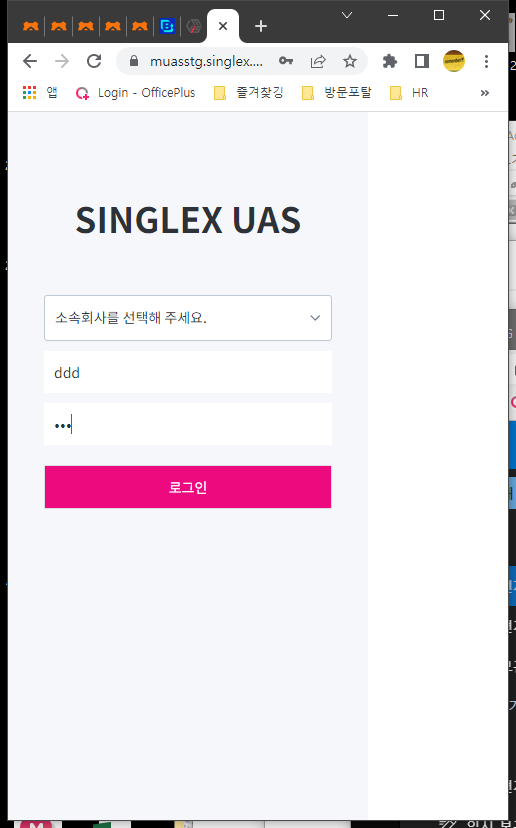 muasstg.singlex....
앱
Login - OfficePlus
즐겨찾깅
방문포탈
HR
SINGLEX UAS
소속회사를 선택해 주세요.
ddd
•••
로그인